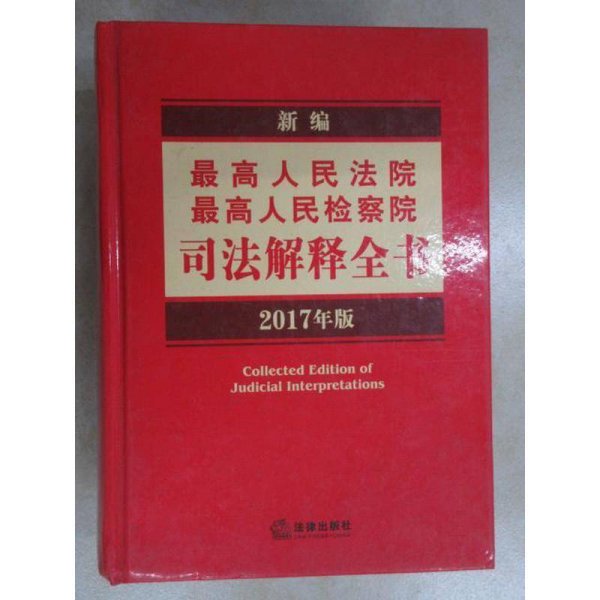 新编
最高人民法院
最高人民检察院
司法解释全书
2017年版
Collected Edition of
Judicial Interpretations
法律出版社